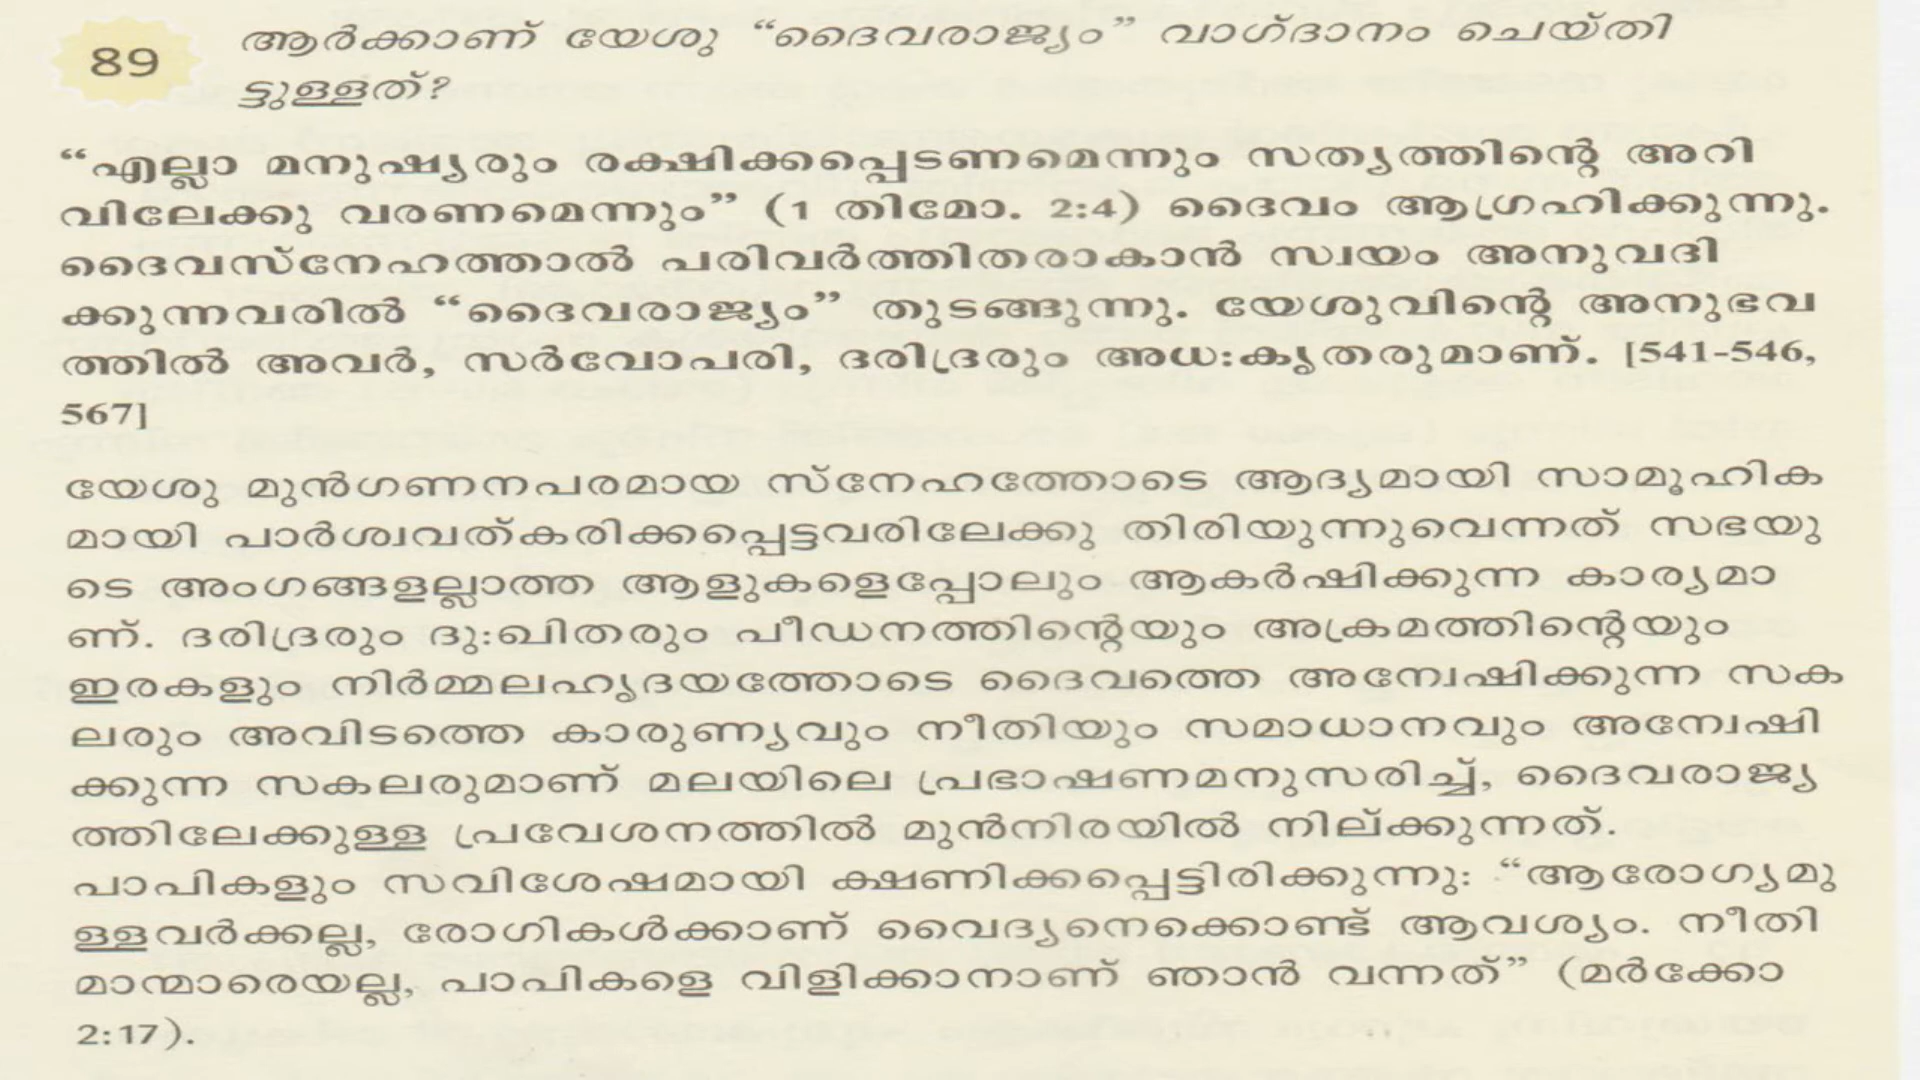 89
ആർക്കാണ് യേശു “ദൈവരാജ്യം” വാഗ്ദാനം ചെയ്തി
ട്ടുള്ളത്?
“എല്ലാ മനുഷ്യരും രക്ഷിക്കപ്പെടണമെന്നും സത്യത്തിന്റെ അറി
വിലേക്കു വരണമെന്നും” (1 തിമോ. 2:4) ദൈവം ആഗ്രഹിക്കുന്നു.
ദൈവസ്നേഹത്താൽ പരിവർത്തിതരാകാൻ സ്വയം അനുവദി
ക്കുന്നവരിൽ “ദൈവരാജ്യം” തുടങ്ങുന്നു. യേശുവിന്റെ അനുഭവ
ത്തിൽ അവർ, സർവോപരി, ദരിദ്രരും അധ:കൃതരുമാണ്. [541-546,
567]
യേശു മുൻഗണനപരമായ സ്നേഹത്തോടെ ആദ്യമായി സാമൂഹിക
മായി പാർശ്വവത്കരിക്കപ്പെട്ടവരിലേക്കു തിരിയുന്നുവെന്നത് സഭയു
ടെ അംഗങ്ങളല്ലാത്ത ആളുകളെപ്പോലും ആകർഷിക്കുന്ന കാര്യമാ
ണ്. ദരിദ്രരും ദു:ഖിതരും പീഡനത്തിന്റെയും അക്രമത്തിന്റെയും
ഇരകളും നിർമ്മലഹൃദയത്തോടെ ദൈവത്തെ അന്വേഷിക്കുന്ന സക
ലരും അവിടത്തെ കാരുണ്യവും നീതിയും സമാധാനവും അന്വേഷി
ക്കുന്ന സകലരുമാണ് മലയിലെ പ്രഭാഷണമനുസരിച്ച്, ദൈവരാജ്യ
ത്തിലേക്കുള്ള പ്രവേശനത്തിൽ മുൻനിരയിൽ നില്ക്കുന്നത്.
പാപികളും സവിശേഷമായി ക്ഷണിക്കപ്പെട്ടിരിക്കുന്നു: “ആരോഗ്യമു
ള്ളവർക്കല്ല, രോഗികൾക്കാണ് വൈദ്യനെക്കൊണ്ട് ആവശ്യം. നീതി
മാന്മാരെയല്ല, പാപികളെ വിളിക്കാനാണ് ഞാൻ വന്നത്” (മർക്കോ
2:17).